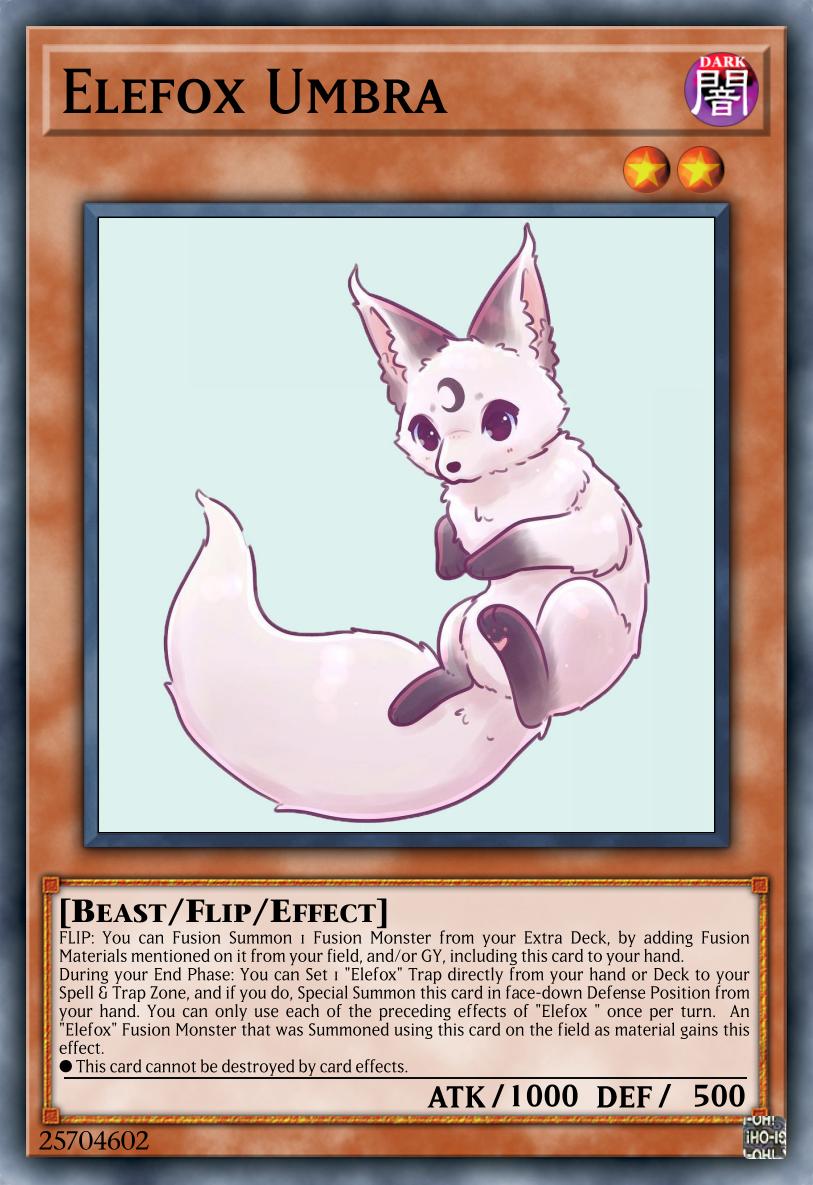 Elefox Umbra
DARK
闇
[Beast/Flip/Effect]
FLIP: You can Fusion Summon 1 Fusion Monster from your Extra Deck, by adding Fusion
Materials mentioned on it from your field, and/or GY, including this card to your hand.
During your End Phase: You can Set 1 "Elefox" Trap directly from your hand or Deck to your
Spell & Trap Zone, and if you do, Special Summon this card in face-down Defense Position from
your hand. You can only use each of the preceding effects of "Elefox " once per turn. An
"Elefox" Fusion Monster that was Summoned using this card on the field as material gains this
effect.
● This card cannot be destroyed by card effects.
ATK/1000 DEF/ 500
25704602